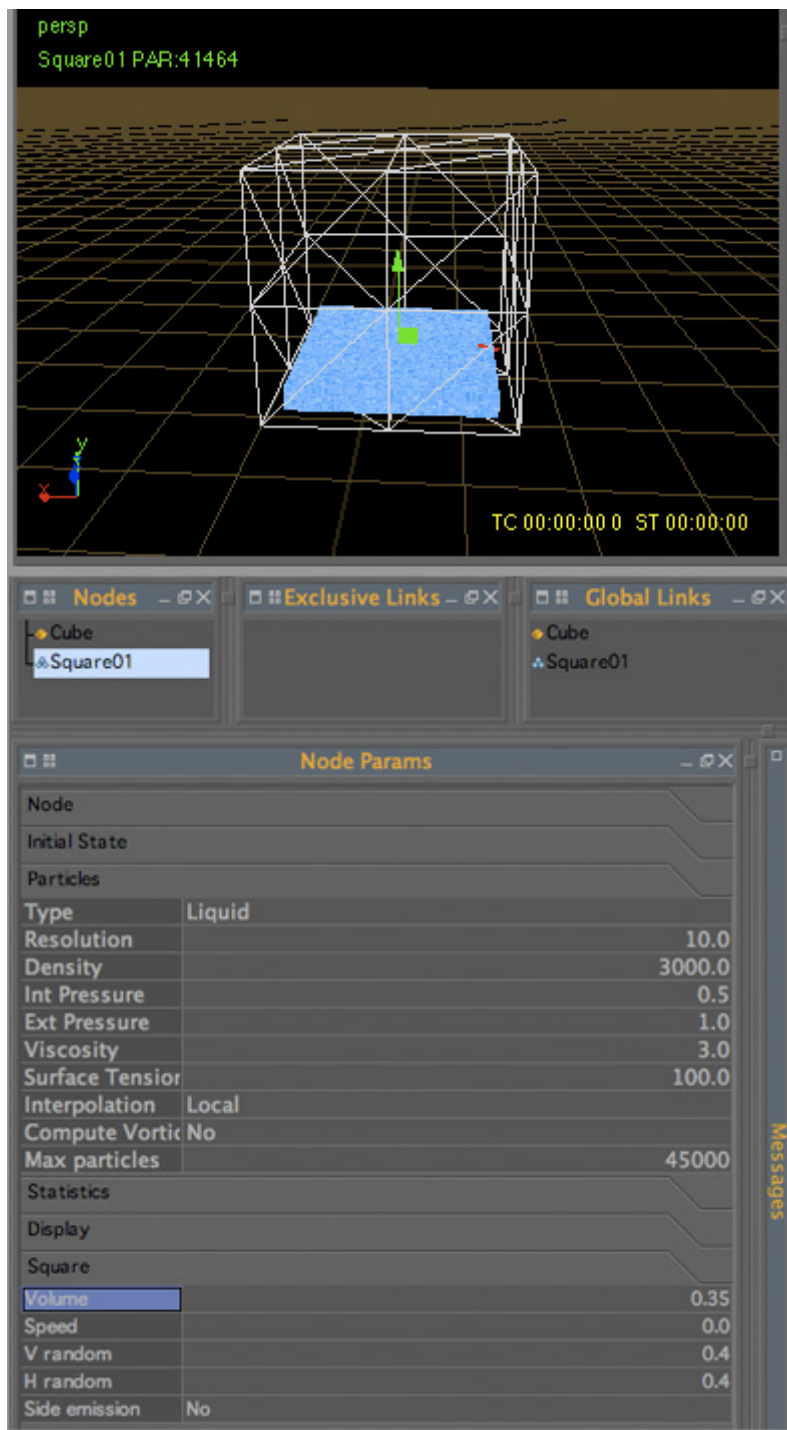 persp
Square01 PAR:41464
y
x
TC 00:00:00 0 ST 00:00:00
Nodes
Exclusive Links
Global Links
Cube
Square01
Cube
Square01
Node Params
Node
Initial State
Particles
Type Liquid
Resolution 10.0
Density 3000.0
Int Pressure 0.5
Ext Pressure 1.0
Viscosity 3.0
Surface Tension 100.0
Interpolation Local
Compute Vortic No
Max particles 45000
Messages
Statistics
Display
Square
Volume 0.35
Speed 0.0
V random 0.4
H random 0.4
Side emission No